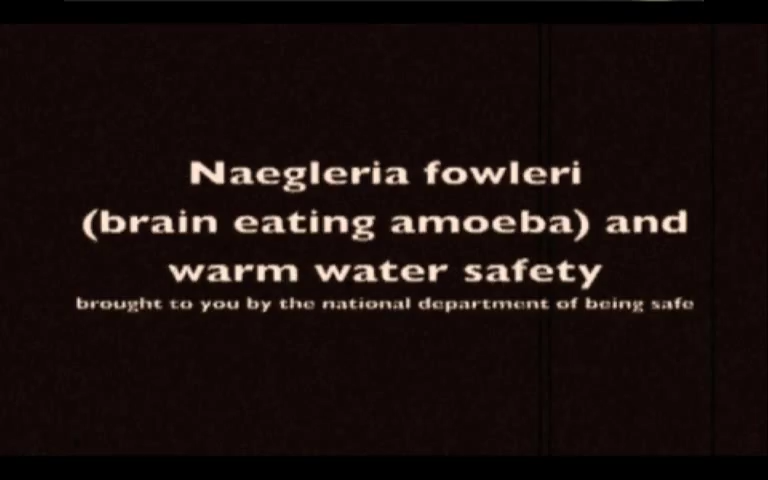 Naegleria fowleri
(brain eating amoeba) and
warm water safety
brought to you by the national department of being safe